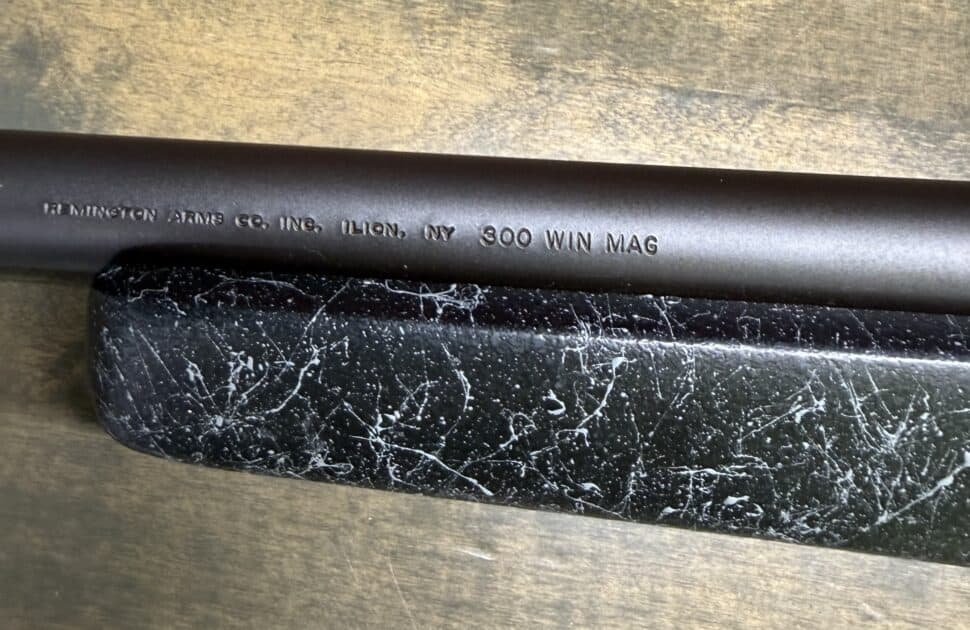 REMINGTON ARMS CO. INC. ILION, NY 300 WIN MAG